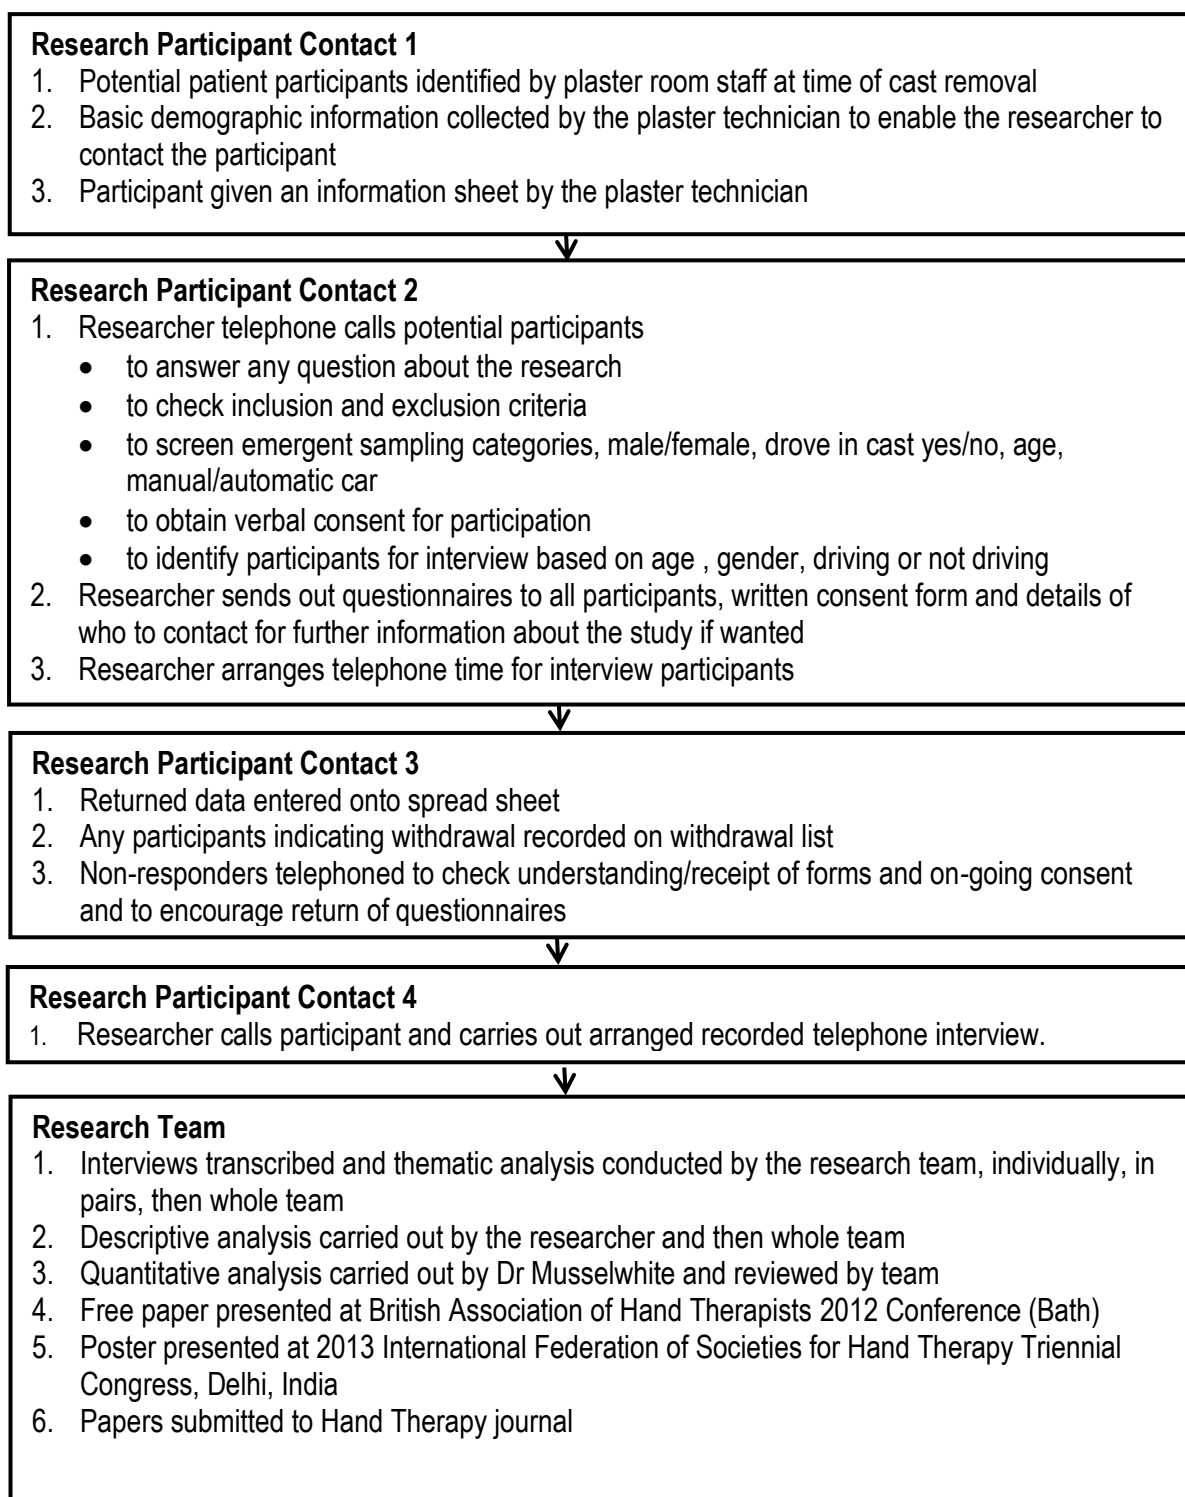 Research Participant Contact 1
1. Potential patient participants identified by plaster room staff at time of cast removal
2. Basic demographic information collected by the plaster technician to enable the researcher to
contact the participant
3. Participant given an information sheet by the plaster technician
Research Participant Contact 2
1. Researcher telephone calls potential participants
• to answer any question about the research
• to check inclusion and exclusion criteria
• to screen emergent sampling categories, male/female, drove in cast yes/no, age,
manual/automatic car
• to obtain verbal consent for participation
• to identify participants for interview based on age , gender, driving or not driving
2. Researcher sends out questionnaires to all participants, written consent form and details of
who to contact for further information about the study if wanted
3. Researcher arranges telephone time for interview participants
Research Participant Contact 3
1. Returned data entered onto spread sheet
2. Any participants indicating withdrawal recorded on withdrawal list
3. Non-responders telephoned to check understanding/receipt of forms and on-going consent
and to encourage return of questionnaires
Research Participant Contact 4
1. Researcher calls participant and carries out arranged recorded telephone interview.
Research Team
1. Interviews transcribed and thematic analysis conducted by the research team, individually, in
pairs, then whole team
2. Descriptive analysis carried out by the researcher and then whole team
3. Quantitative analysis carried out by Dr Musselwhite and reviewed by team
4. Free paper presented at British Association of Hand Therapists 2012 Conference (Bath)
5. Poster presented at 2013 International Federation of Societies for Hand Therapy Triennial
Congress, Delhi, India
6. Papers submitted to Hand Therapy journal